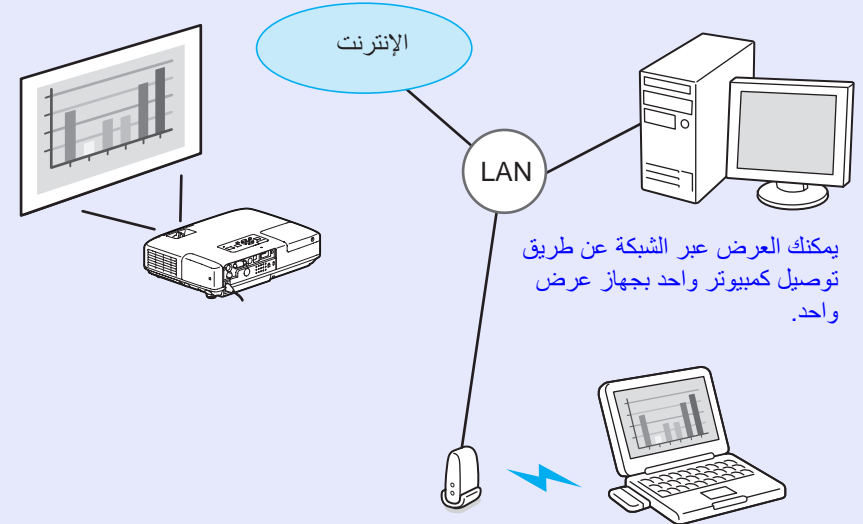 الإنترنت
LAN
يمكنك العرض عبر الشبكة عن طريق
توصيل كمبيوتر واحد بجهاز عرض
واحد.